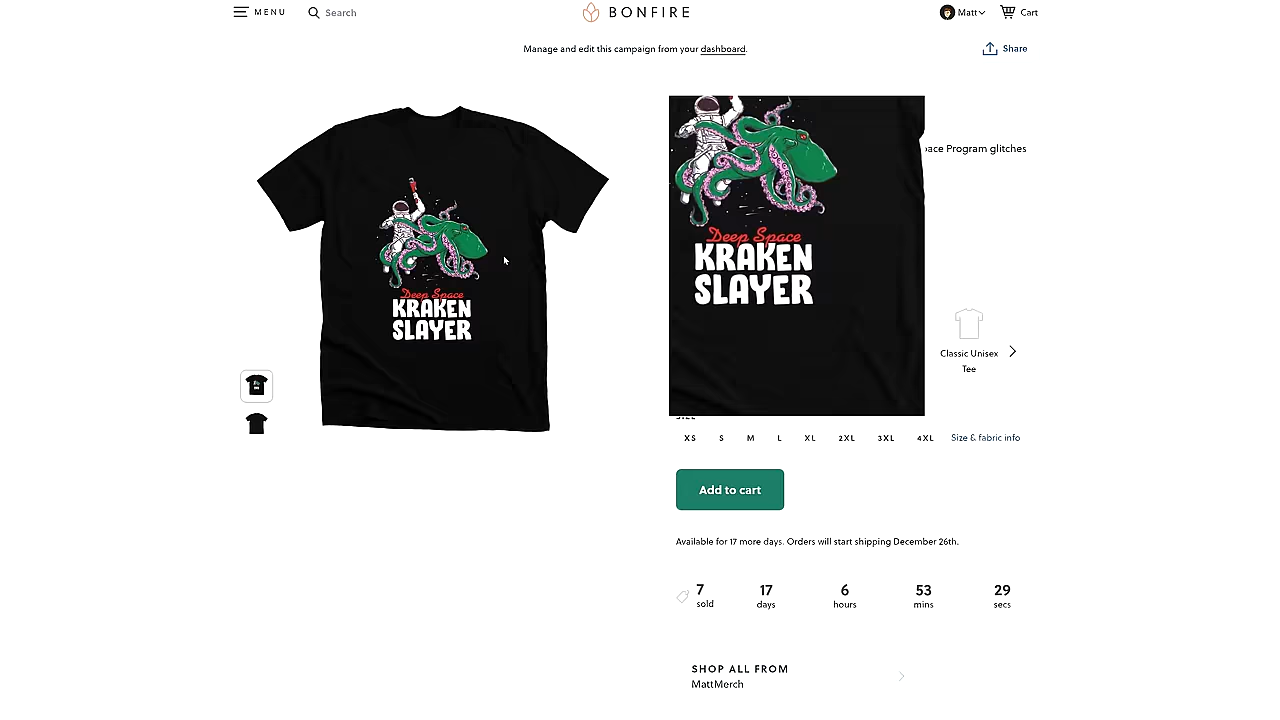 MENU
Search
BONFIRE
Matt
Cart
Manage and edit this campaign from your dashboard.
Share
Deep Space
KRAKEN
SLAYER
Deep Space
KRAKEN
SLAYER
ace Program glitches
Classic Unisex
Tee
SIZE
XS S M L XL 2XL 3XL 4XL Size & fabric info
Add to cart
Available for 17 more days. Orders will start shipping December 26th.
7 17 6 53 29
sold days hours mins secs
SHOP ALL FROM
MattMerch